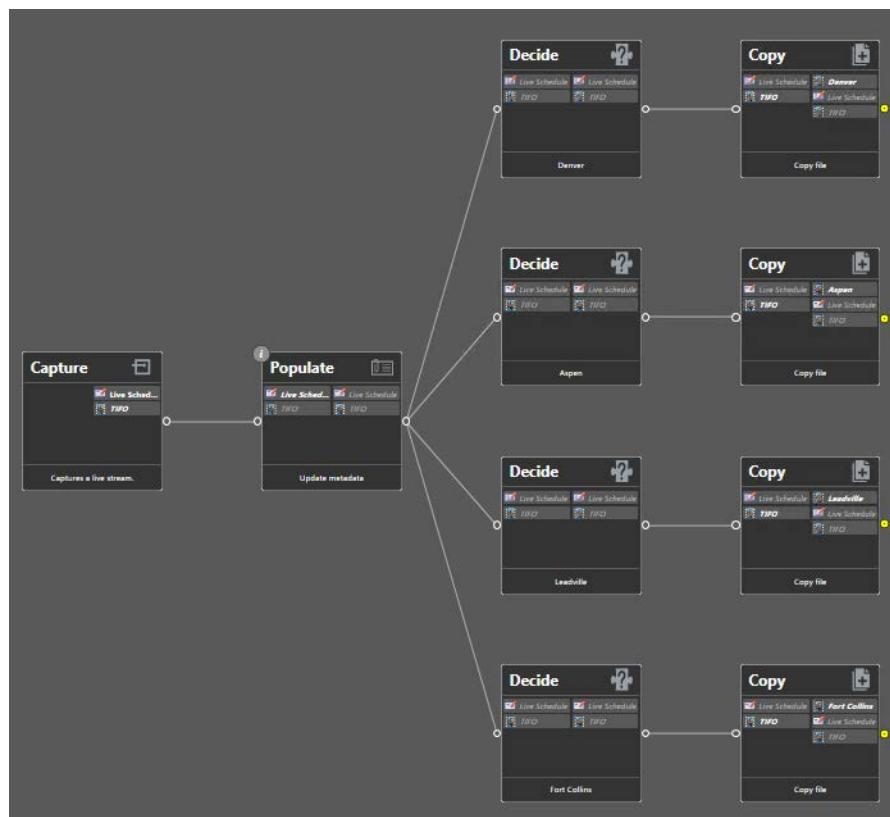 Decide
Live Schedule Live Schedule
TIFO TIFO
Denver
Copy
Live Schedule Denver
TIFO Live Schedule
TIFO
Copy file
Decide
Live Schedule Live Schedule
TIFO TIFO
Aspen
Copy
Live Schedule Aspen
TIFO Live Schedule
TIFO
Copy file
Capture
Live Sched...
TIFO
Captures a live stream.
i
Populate
Live Sched... Live Schedule
TIFO TIFO
Update metadata
Decide
Live Schedule Live Schedule
TIFO TIFO
Leadville
Copy
Live Schedule Leadville
TIFO Live Schedule
TIFO
Copy file
Decide
Live Schedule Live Schedule
TIFO TIFO
Fort Collins
Copy
Live Schedule Fort Collins
TIFO Live Schedule
TIFO
Copy file